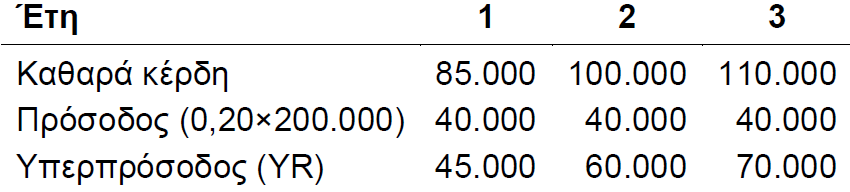 Έτη 1 2 3
Καθαρά κέρδη 85.000 100.000 110.000
Πρόσοδος (0,20×200.000) 40.000 40.000 40.000
Υπερπρόσοδος (YR) 45.000 60.000 70.000